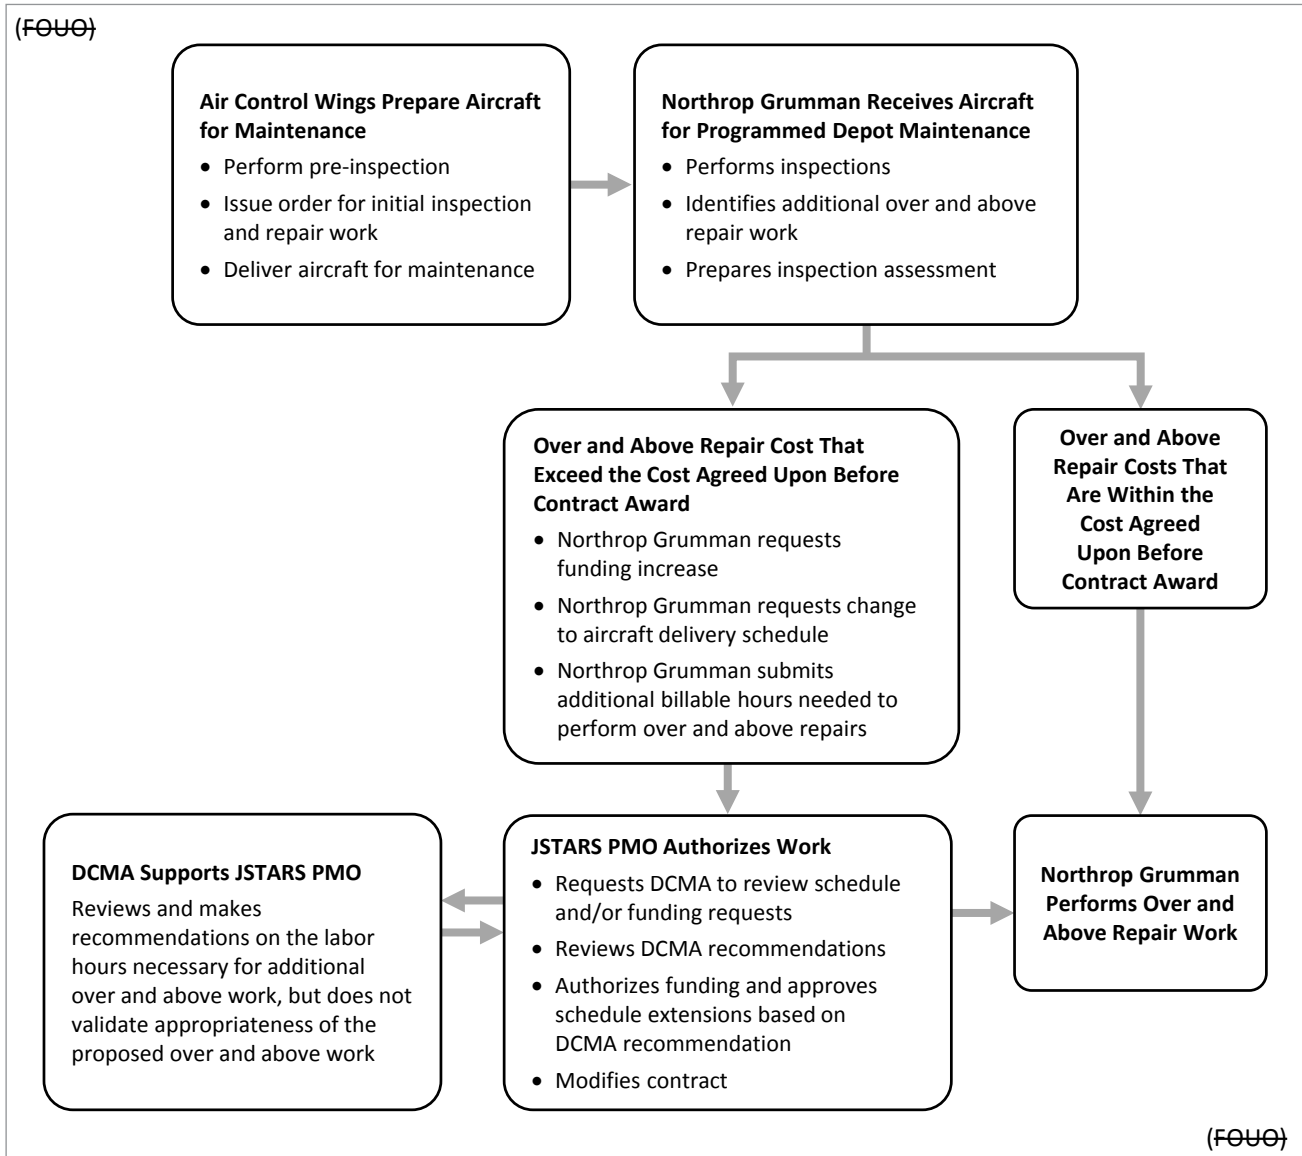 (FOUO)
Air Control Wings Prepare Aircraft
for Maintenance
• Perform pre-inspection
• Issue order for initial inspection
and repair work
• Deliver aircraft for maintenance
Northrop Grumman Receives Aircraft
for Programmed Depot Maintenance
• Performs inspections
• Identifies additional over and above
repair work
• Prepares inspection assessment
Over and Above Repair Cost That
Exceed the Cost Agreed Upon Before
Contract Award
• Northrop Grumman requests
funding increase
• Northrop Grumman requests change
to aircraft delivery schedule
• Northrop Grumman submits
additional billable hours needed to
perform over and above repairs
Over and Above
Repair Costs That
Are Within the
Cost Agreed
Upon Before
Contract Award
DCMA Supports JSTARS PMO
Reviews and makes
recommendations on the labor
hours necessary for additional
over and above work, but does not
validate appropriateness of the
proposed over and above work
JSTARS PMO Authorizes Work
• Requests DCMA to review schedule
and/or funding requests
• Reviews DCMA recommendations
• Authorizes funding and approves
schedule extensions based on
DCMA recommendation
• Modifies contract
Northrop Grumman
Performs Over and
Above Repair Work
(FOUO)